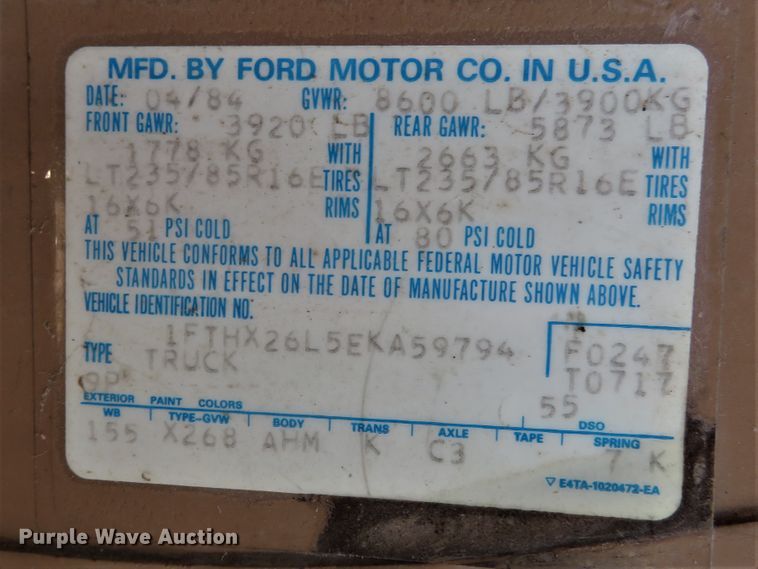 MFD. BY FORD MOTOR CO. IN U.S.A.
DATE: 04/84 GVWR: 8600 LB/3900KG
FRONT GAWR: 3920 LB REAR GAWR: 5873 LB
1778 KG WITH 2663 KG WITH
LT235/85R16E TIRES LT235/85R16E TIRES
16X6K RIMS 16X6K RIMS
AT 51 PSI COLD AT 80 PSI COLD
THIS VEHICLE CONFORMS TO ALL APPLICABLE FEDERAL MOTOR VEHICLE SAFETY
STANDARDS IN EFFECT ON THE DATE OF MANUFACTURE SHOWN ABOVE.
VEHICLE IDENTIFICATION NO.
1FTHX26L5EKA59794 F0247
TYPE TRUCK T0717
9P 55
EXTERIOR PAINT COLORS DSO
WB TYPE-GVW BODY TRANS AXLE TAPE SPRING
155 X268 AHM K C3 7 K
▽ E4TA-1020472-EA
Purple Wave Auction